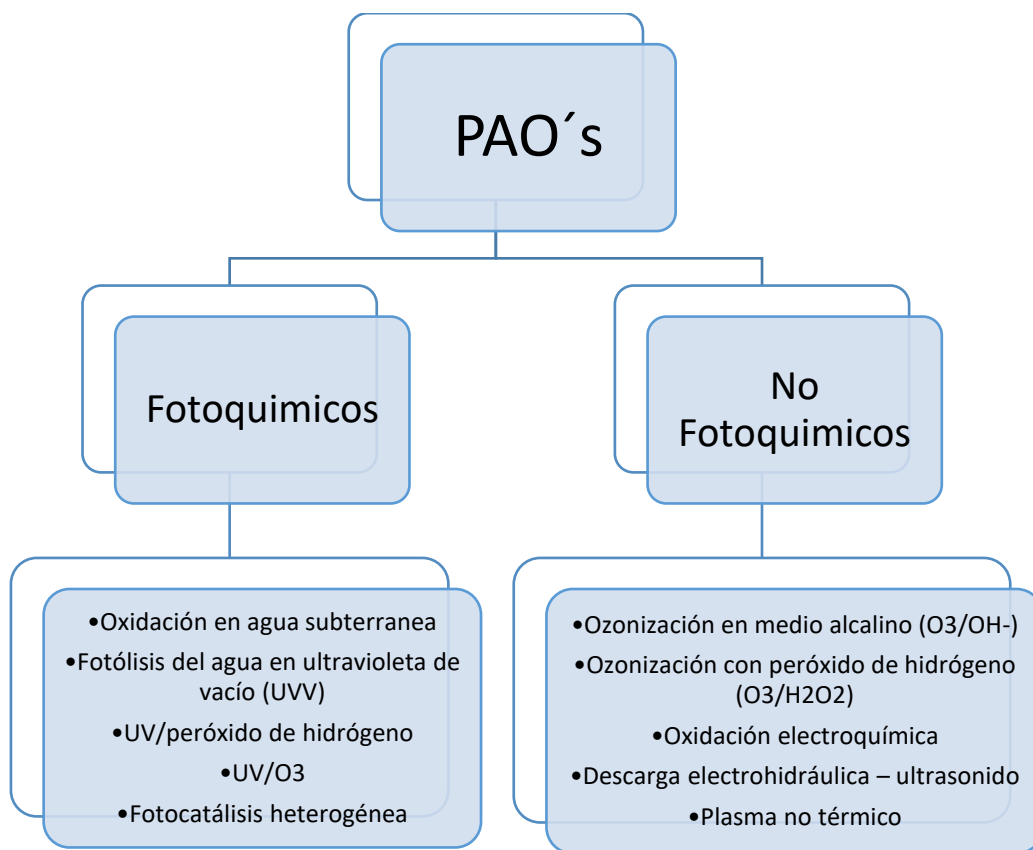 PAO´s
Fotoquimicos
No
Fotoquimicos
•Oxidación en agua subterranea
•Fotólisis del agua en ultravioleta de
vacío (UVV)
•UV/peróxido de hidrógeno
•UV/O3
•Fotocatálisis heterogénea
•Ozonización en medio alcalino (O3/OH-)
•Ozonización con peróxido de hidrógeno
(O3/H2O2)
•Oxidación electroquímica
•Descarga electrohidráulica – ultrasonido
•Plasma no térmico